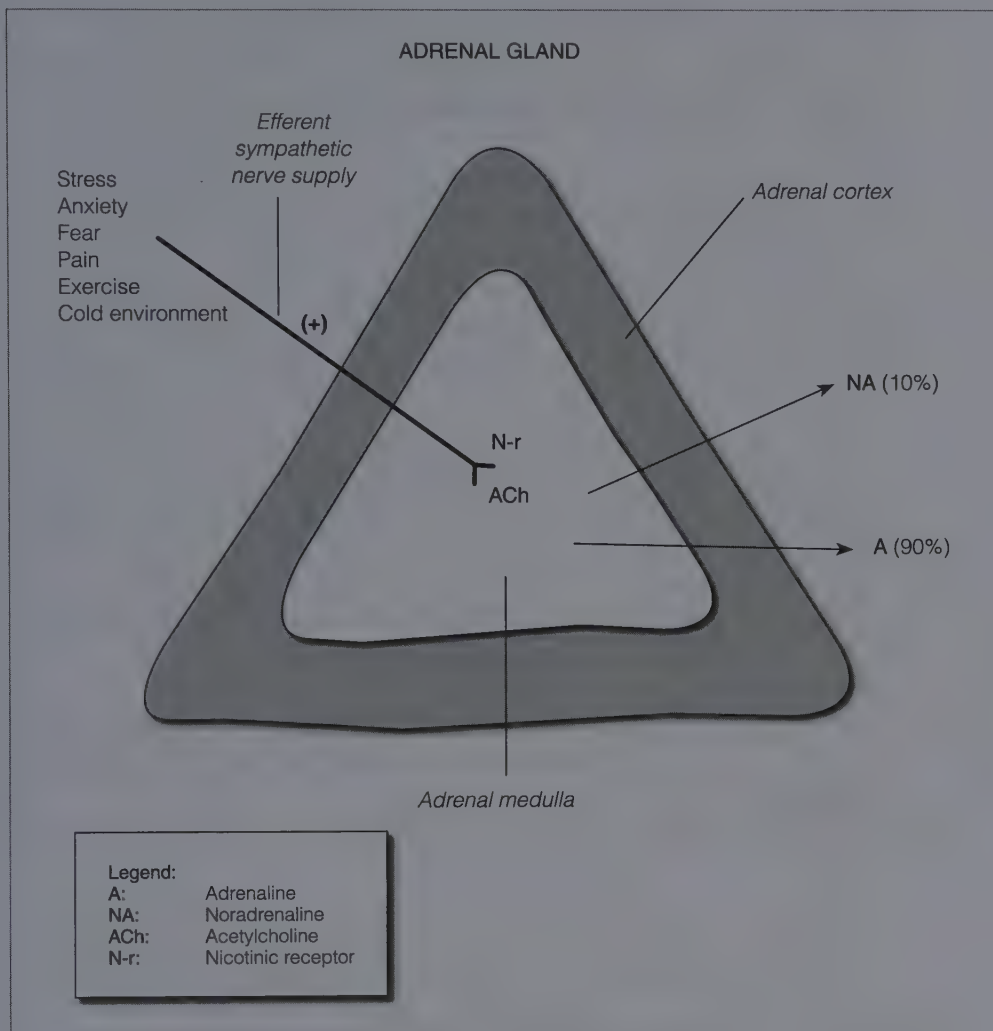 ADRENAL GLAND
Efferent
sympathetic
nerve supply
Stress
Anxiety
Fear
Pain
Exercise
Cold environment
(+)
Adrenal cortex
NA (10%)
N-r
ACh
A (90%)
Adrenal medulla
Legend:
A: Adrenaline
NA: Noradrenaline
ACh: Acetylcholine
N-r: Nicotinic receptor